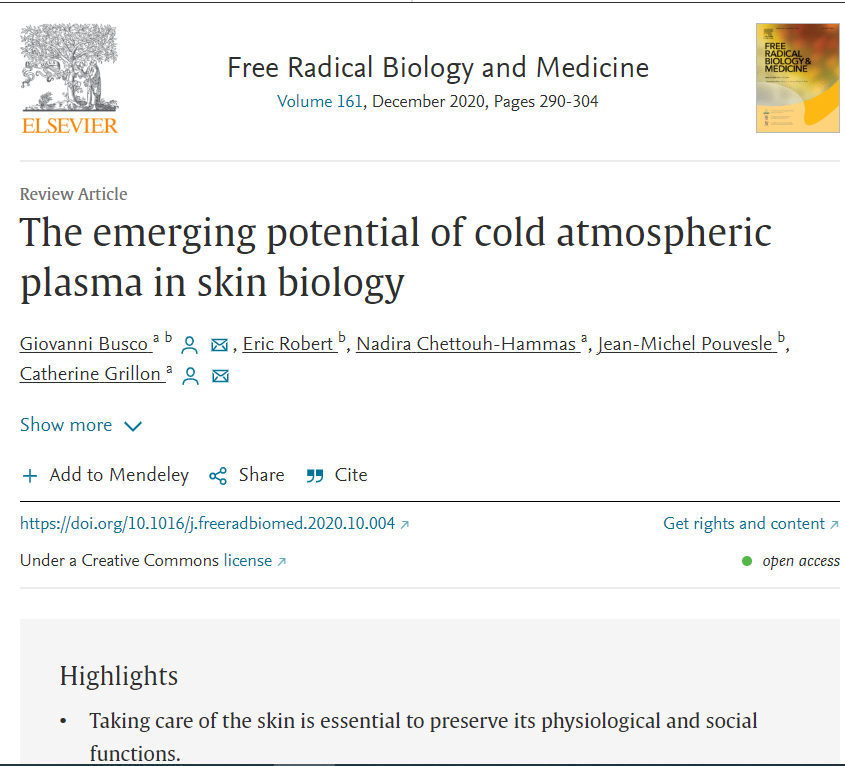 Free Radical Biology and Medicine
Volume 161, December 2020, Pages 290-304
ELSEVIER
FREE
RADICAL
BIOLOGY &
MEDICINE
Review Article
The emerging potential of cold atmospheric
plasma in skin biology
Giovanni Busco a b , Eric Robert b, Nadira Chettouh-Hammas a, Jean-Michel Pouvesle b,
Catherine Grillon a
Show more
Add to Mendeley Share Cite
https://doi.org/10.1016/j.freeradbiomed.2020.10.004 Get rights and content
Under a Creative Commons license open access
Highlights
• Taking care of the skin is essential to preserve its physiological and social
functions.